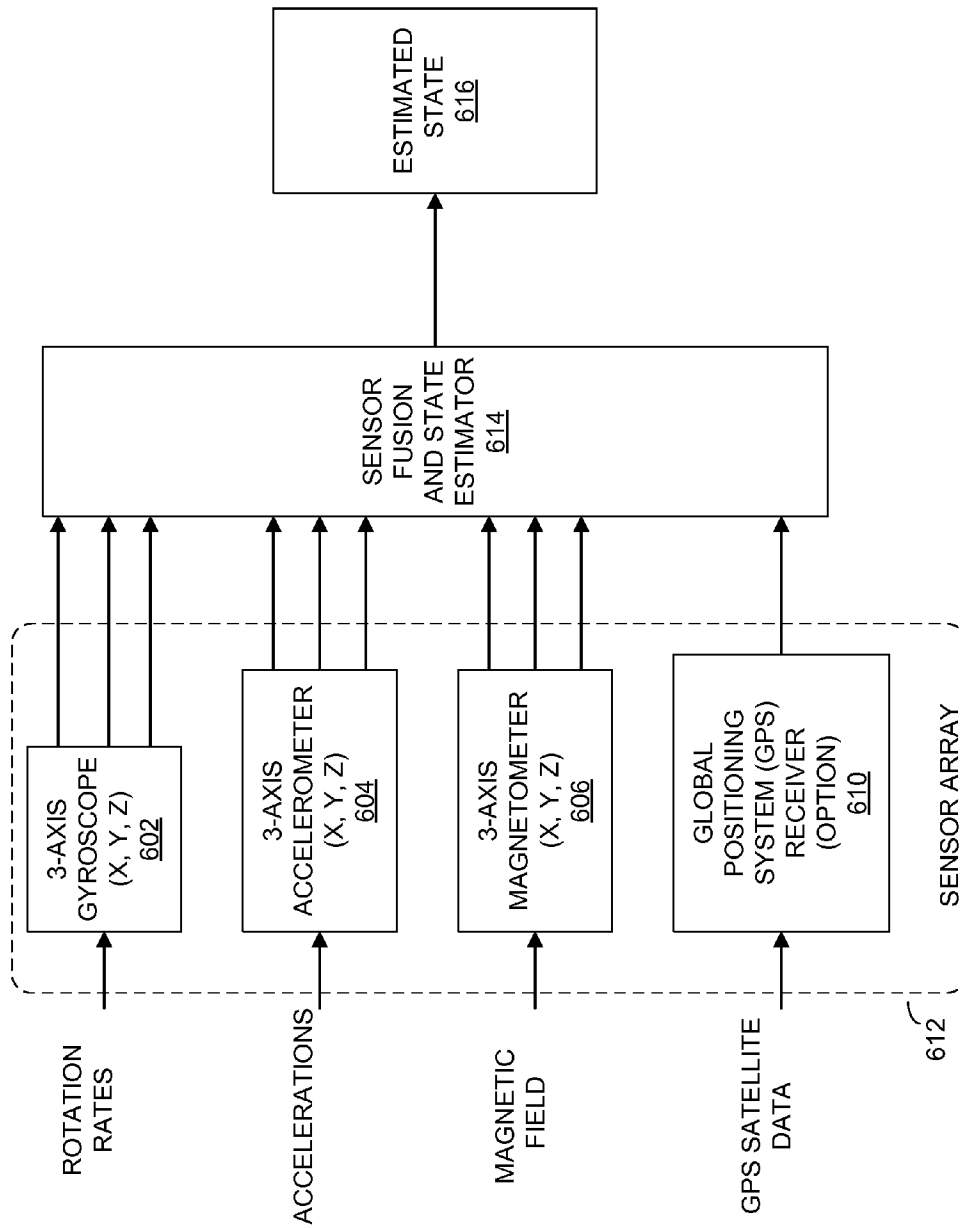 ROTATION
RATES
3-AXIS
GYROSCOPE
(X, Y, Z)
602
ACCELERATIONS
3-AXIS
ACCELEROMETER
(X, Y, Z)
604
MAGNETIC
FIELD
3-AXIS
MAGNETOMETER
(X, Y, Z)
606
GPS SATELLITE
DATA
GLOBAL
POSITIONING
SYSTEM (GPS)
RECEIVER
(OPTION)
610
SENSOR ARRAY
612
SENSOR
FUSION
AND STATE
ESTIMATOR
614
ESTIMATED
STATE
616